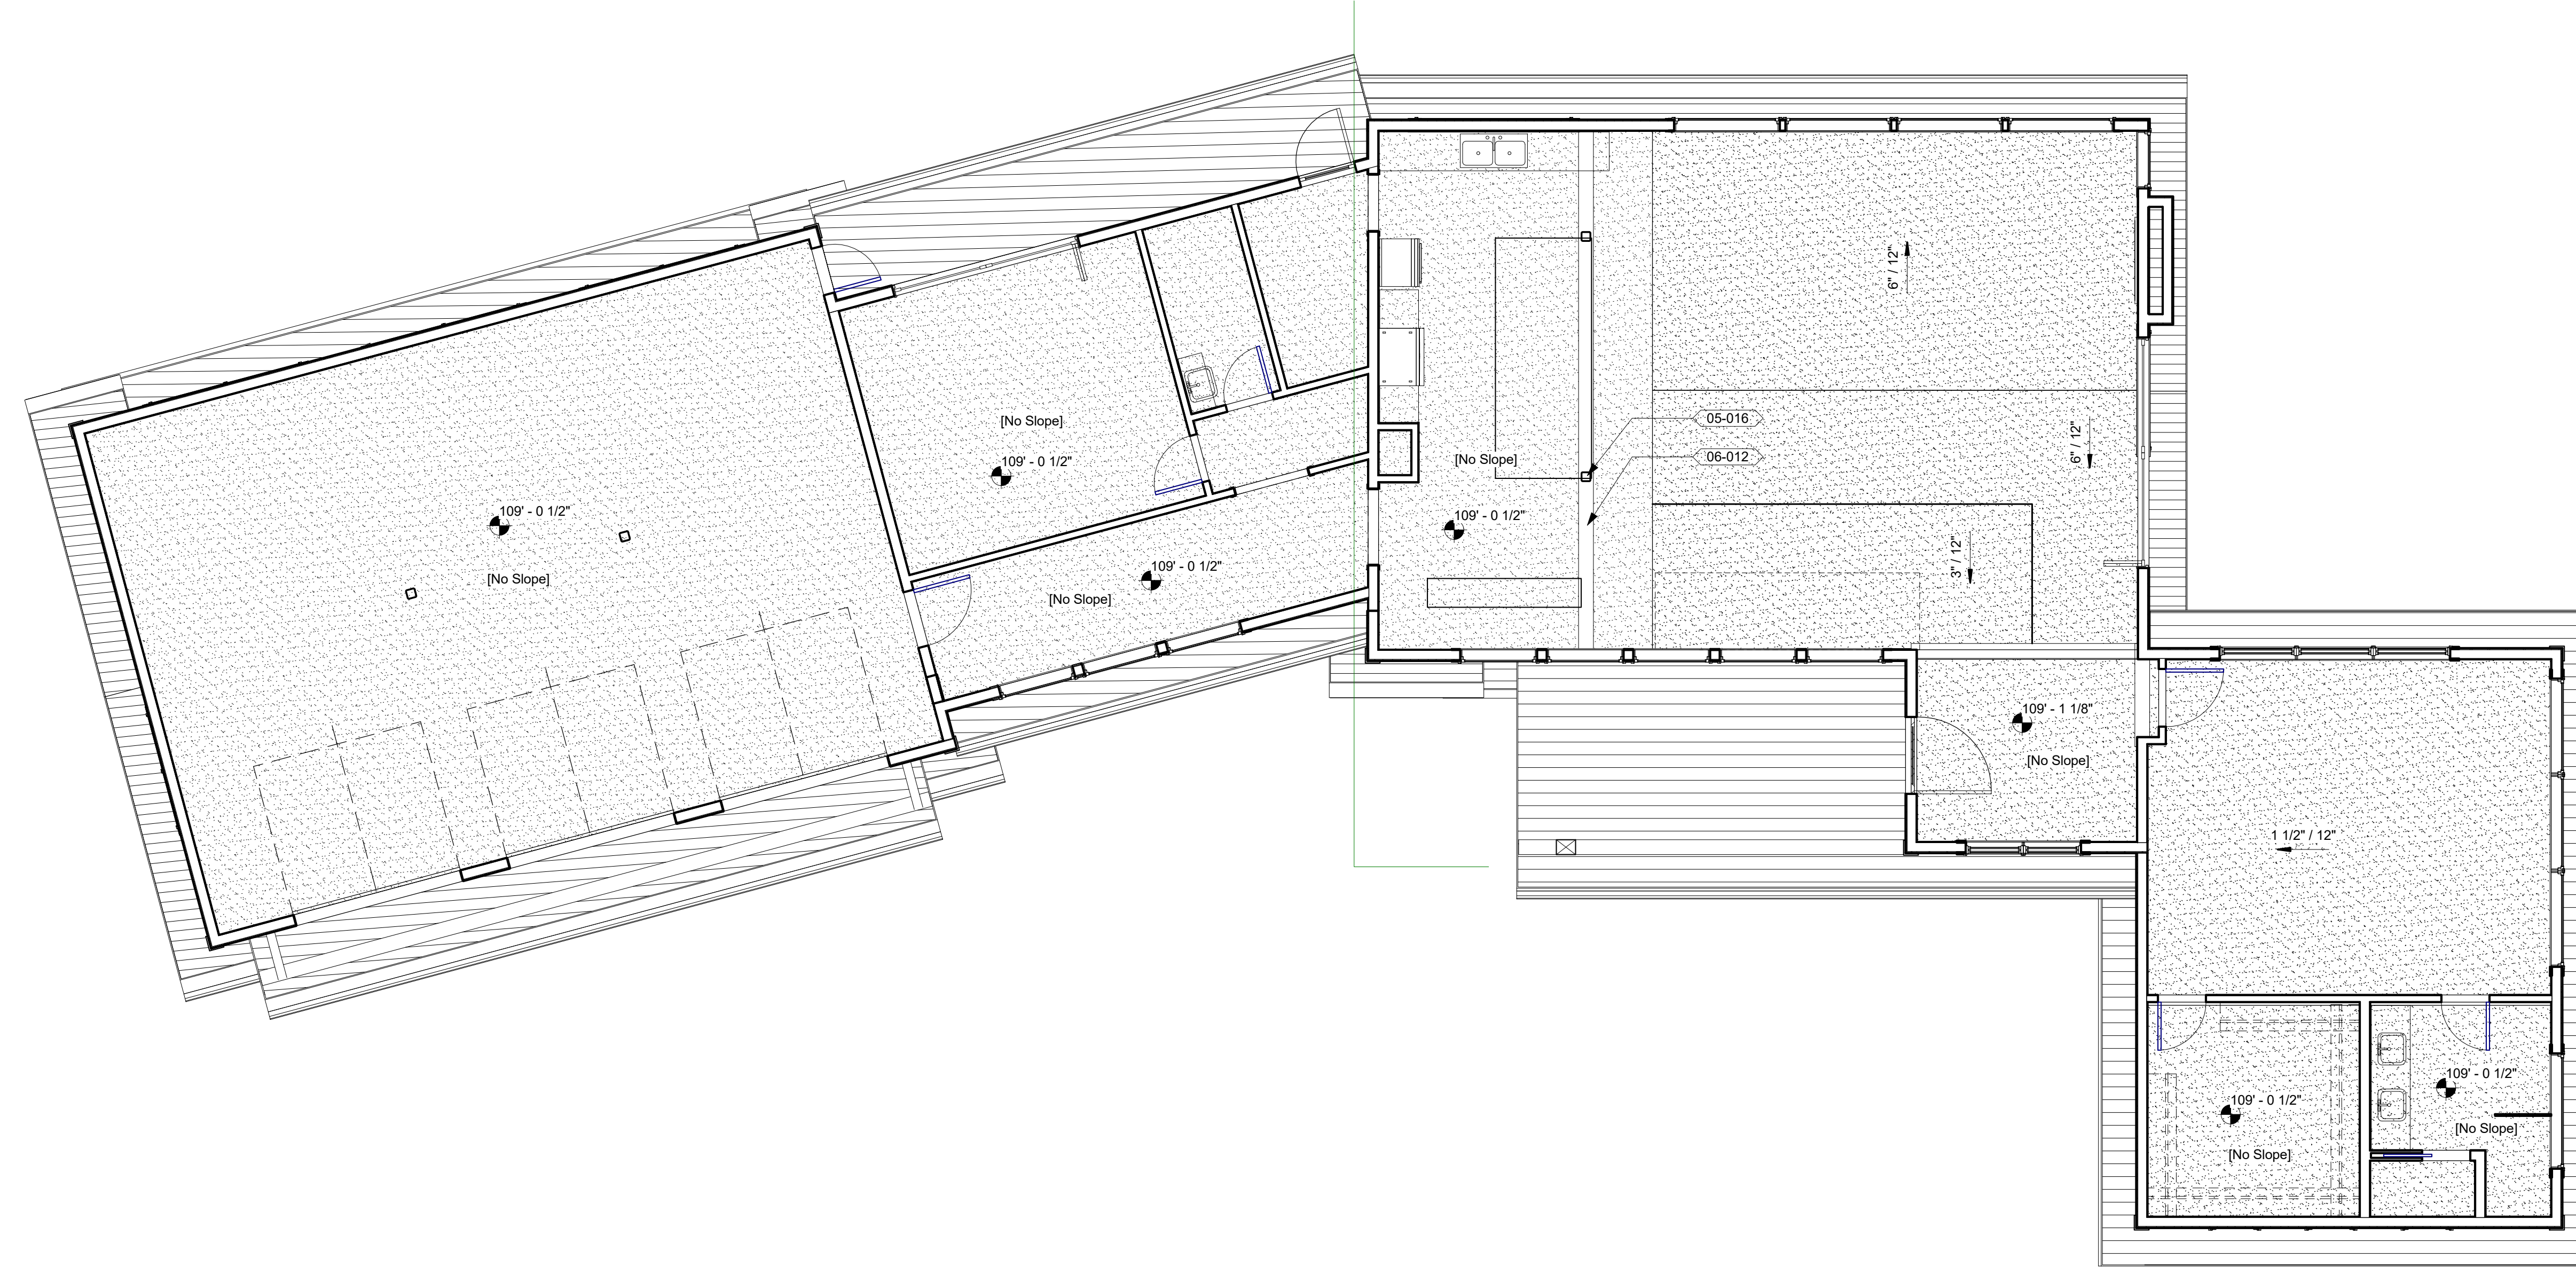 6" / 12"
05-016
[No Slope]
6" / 12"
06-012
[No Slope]
109' - 0 1/2"
109' - 0 1/2"
109' - 0 1/2"
3" / 12"
109' - 0 1/2"
[No Slope]
[No Slope]
109' - 1 1/8"
[No Slope]
1 1/2" / 12"
109' - 0 1/2"
109' - 0 1/2"
[No Slope]
[No Slope]